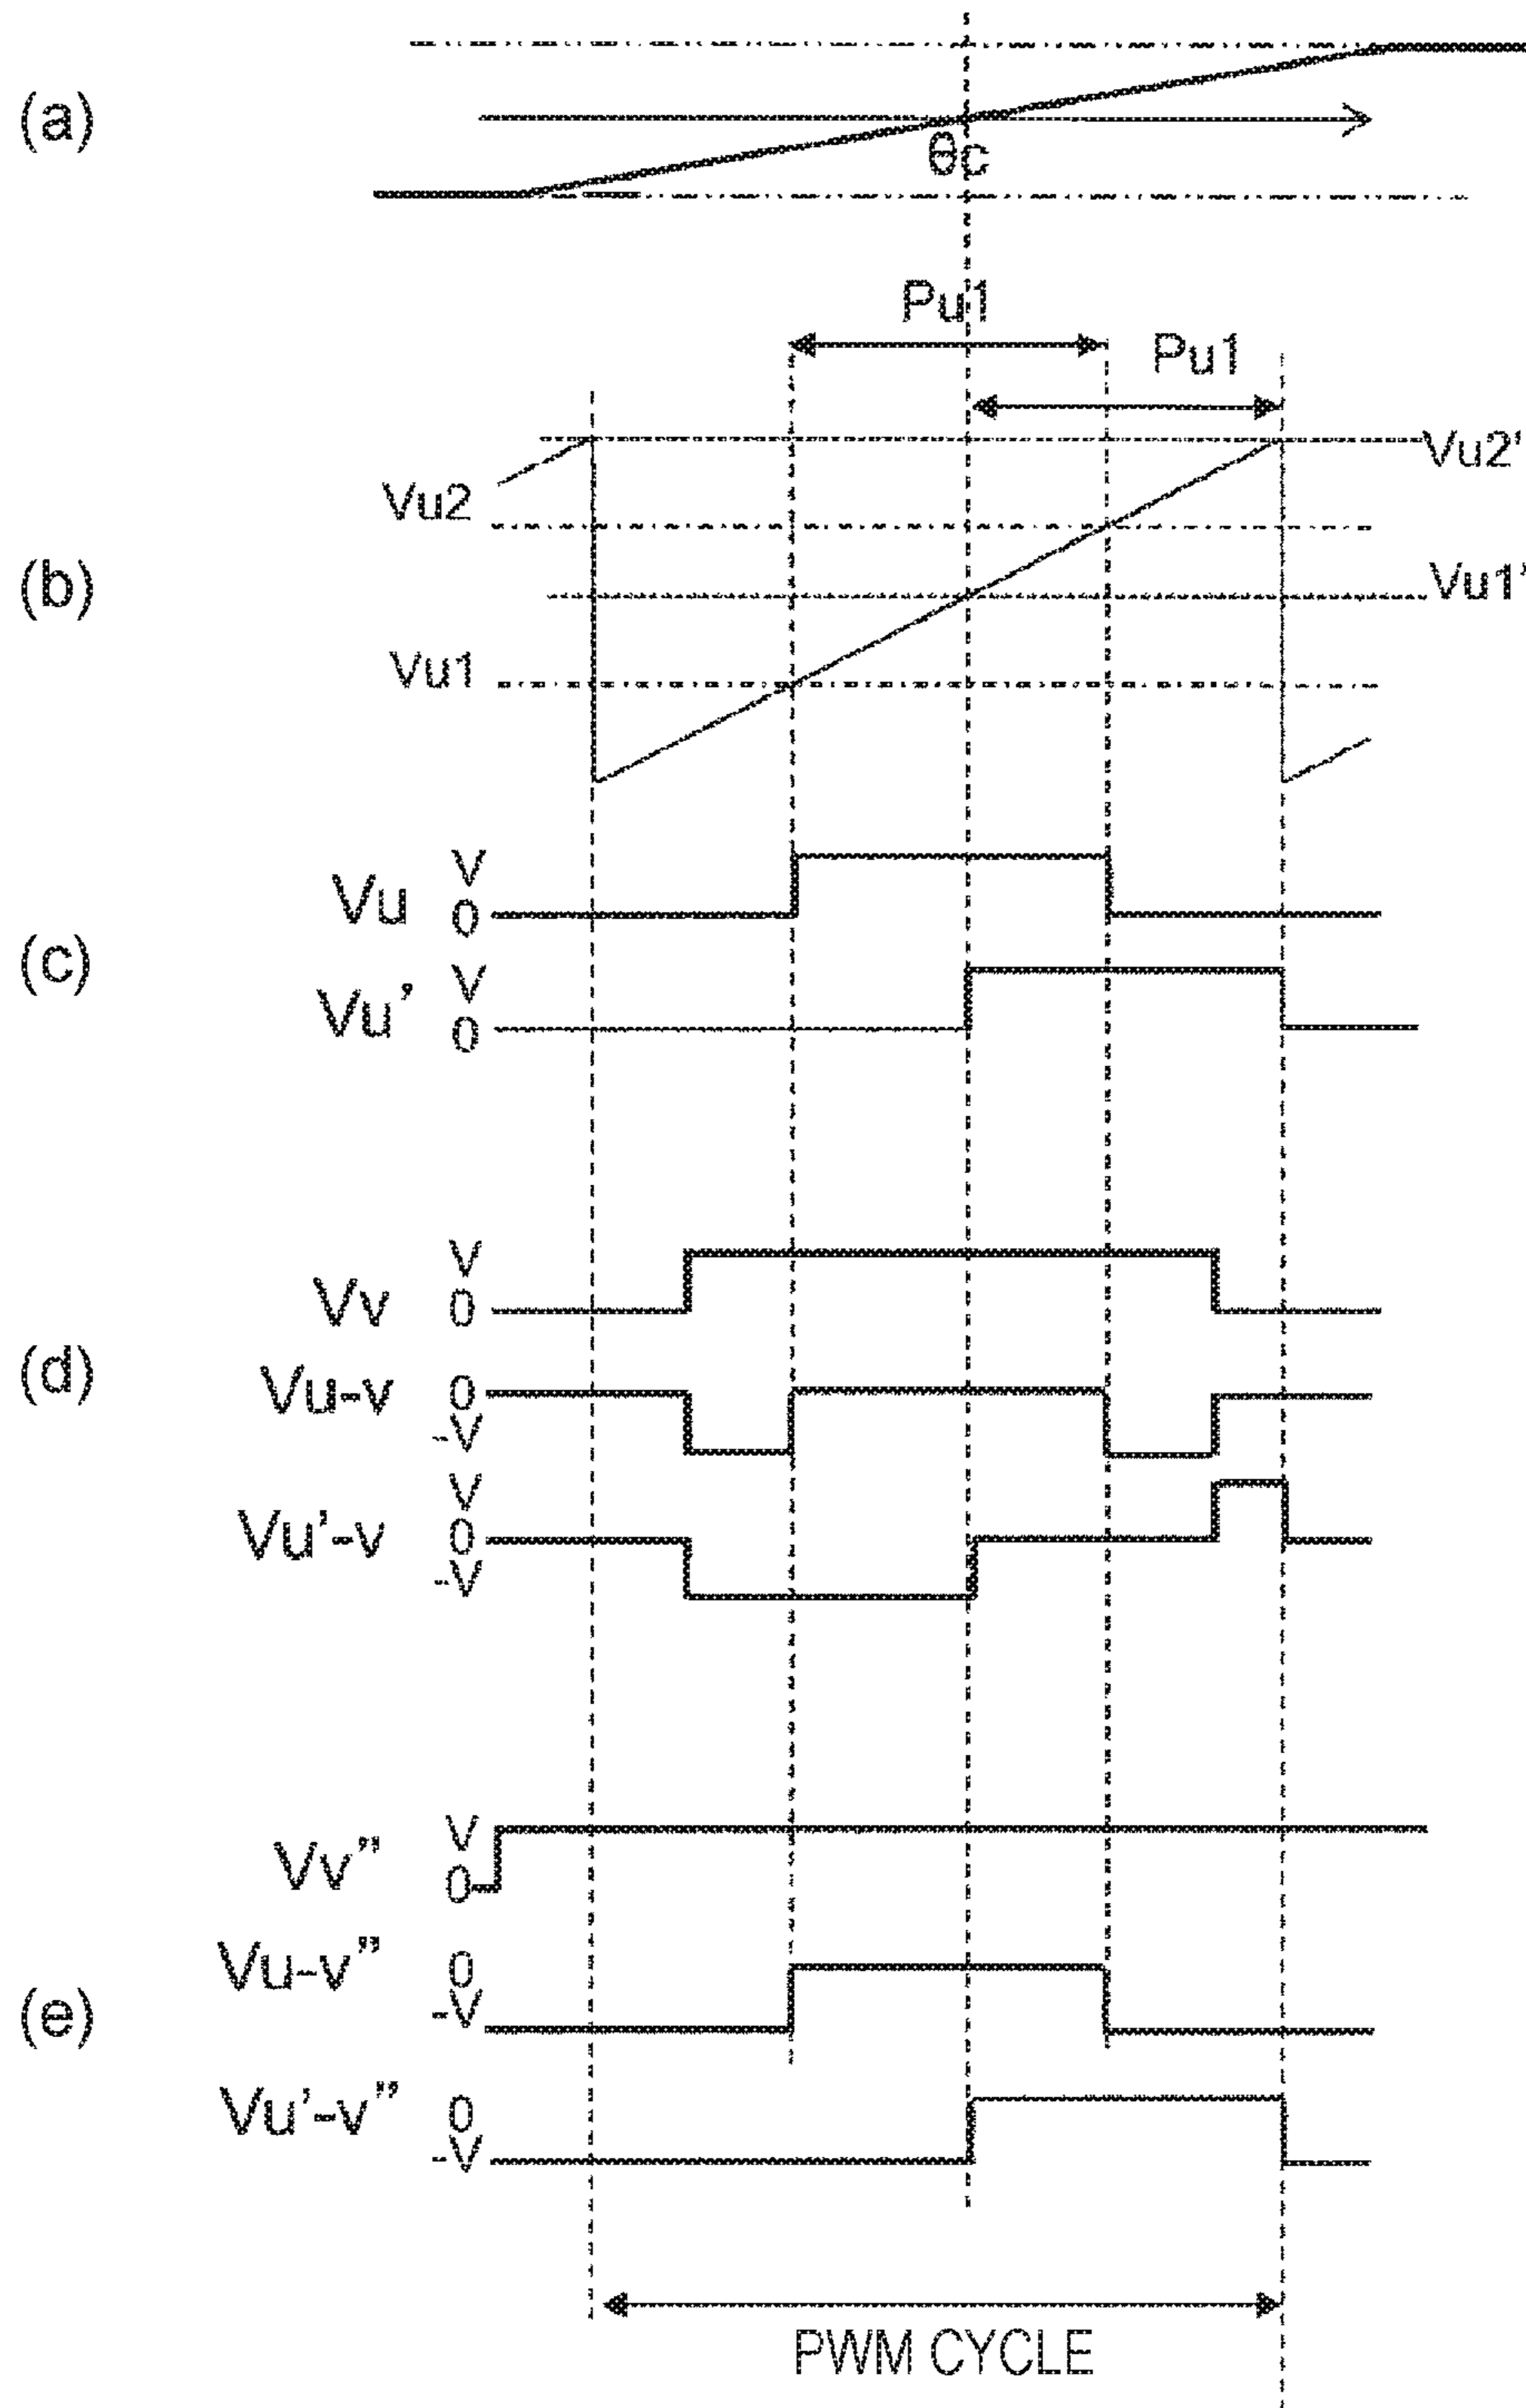 (a)
θc
Pu1
Pu1
Vu2'
Vu2
(b)
Vu1'
Vu1
V
Vu
0
(c)
V
Vu'
0
V
Vv
0
(d)
Vu-v
0
-V
V
Vu'-v
0
-V
V
Vv"
0
Vu-v"
0
-V
(e)
Vu'-v"
0
-V
PWM CYCLE